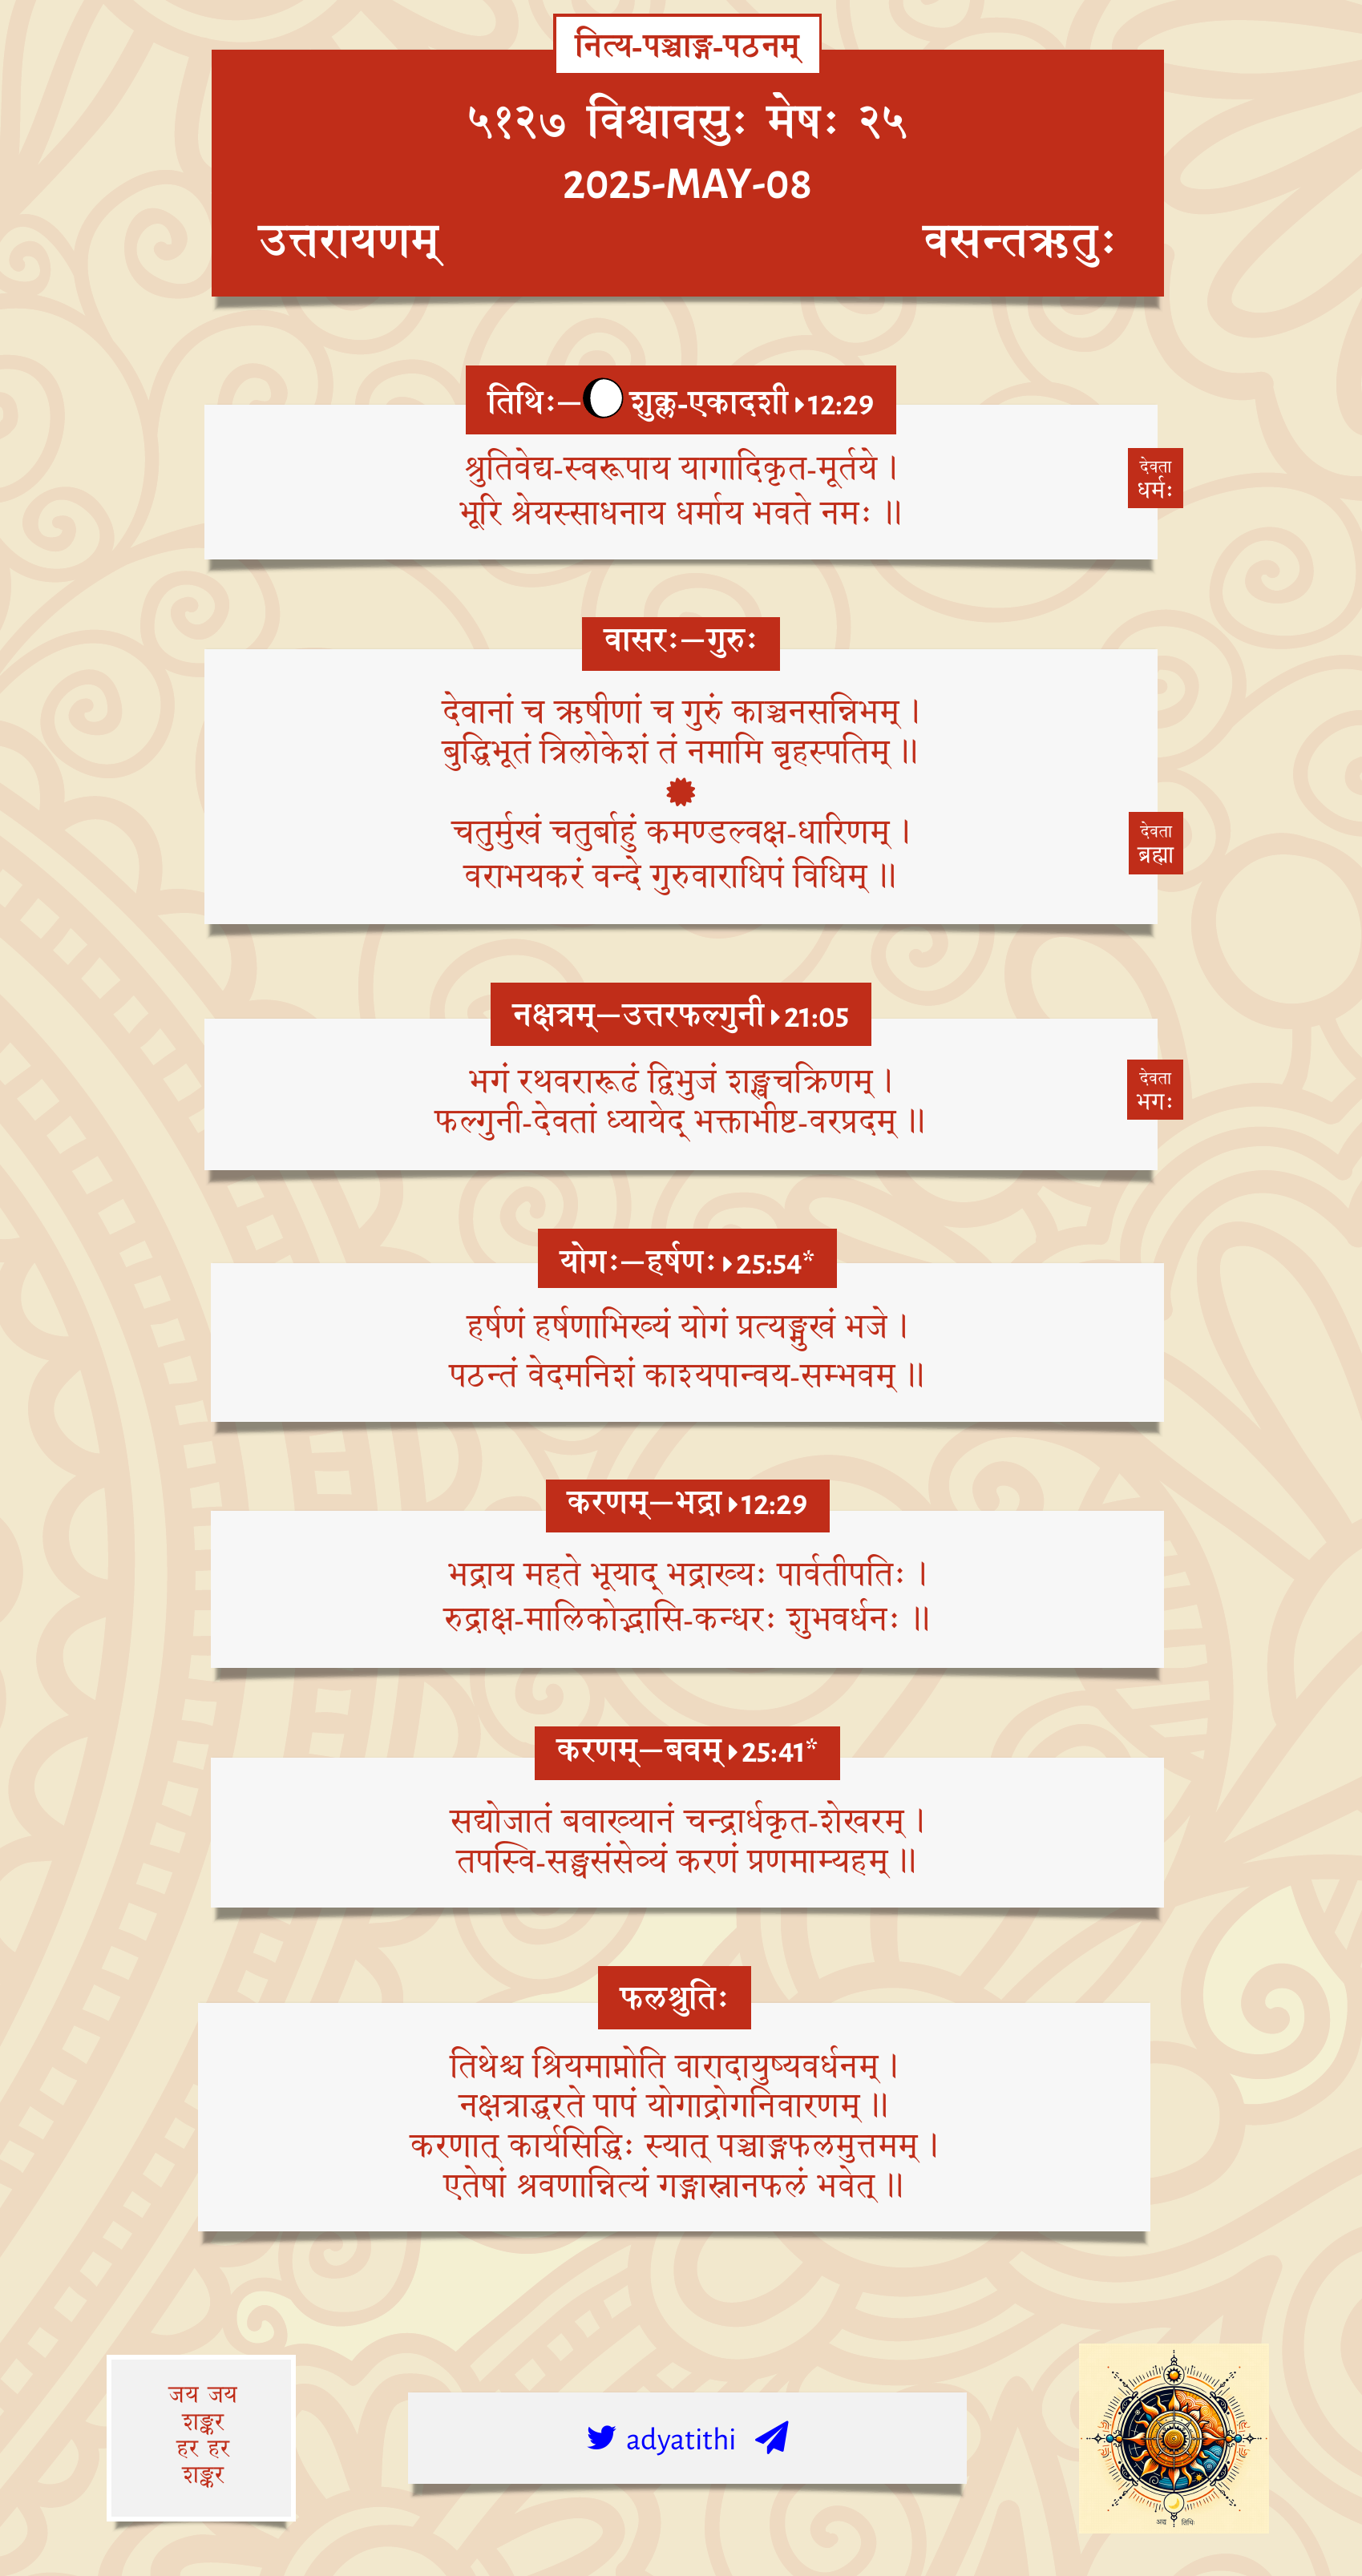 नित्य-पञ्चाङ्ग-पठनम्
५१२७ विश्वावसुः मेषः २५
2025-MAY-08
उत्तरायणम् वसन्तऋतुः
तिथिः—शुक्ल-एकादशी 12:29
श्रुतिवेद्य-स्वरूपाय यागादिकृत-मूर्तये ।
भूरि श्रेयस्साधनाय धर्माय भवते नमः ॥
देवता
धर्मः
वासरः—गुरुः
देवानां च ऋषीणां च गुरुं काञ्चनसन्निभम् ।
बुद्धिभूतं त्रिलोकेशं तं नमामि बृहस्पतिम् ॥
चतुर्मुखं चतुर्बाहुं कमण्डल्वक्ष-धारिणम् ।
वराभयकरं वन्दे गुरुवाराधिपं विधिम् ॥
देवता
ब्रह्मा
नक्षत्रम्—उत्तरफल्गुनी 21:05
भगं रथवरारूढं द्विभुजं शङ्खचक्रिणम् ।
फल्गुनी-देवतां ध्यायेद् भक्ताभीष्ट-वरप्रदम् ॥
देवता
भगः
योगः—हर्षणः 25:54*
हर्षणं हर्षणाभिख्यं योगं प्रत्यङ्मुखं भजे ।
पठन्तं वेदमनिशं काश्यपान्वय-सम्भवम् ॥
करणम्—भद्रा 12:29
भद्राय महते भूयाद् भद्राख्यः पार्वतीपतिः ।
रुद्राक्ष-मालिकोद्भासि-कन्धरः शुभवर्धनः ॥
करणम्—बवम् 25:41*
सद्योजातं बवाख्यानं चन्द्रार्धकृत-शेखरम् ।
तपस्वि-सङ्घसंसेव्यं करणं प्रणमाम्यहम् ॥
फलश्रुतिः
तिथेश्च श्रियमाप्नोति वारादायुष्यवर्धनम् ।
नक्षत्राद्धरते पापं योगाद्रोगनिवारणम् ॥
करणात् कार्यसिद्धिः स्यात् पञ्चाङ्गफलमुत्तमम् ।
एतेषां श्रवणान्नित्यं गङ्गास्नानफलं भवेत् ॥
जय जय
शङ्कर
हर हर
शङ्कर
adyatithi
अद्य तिथिः